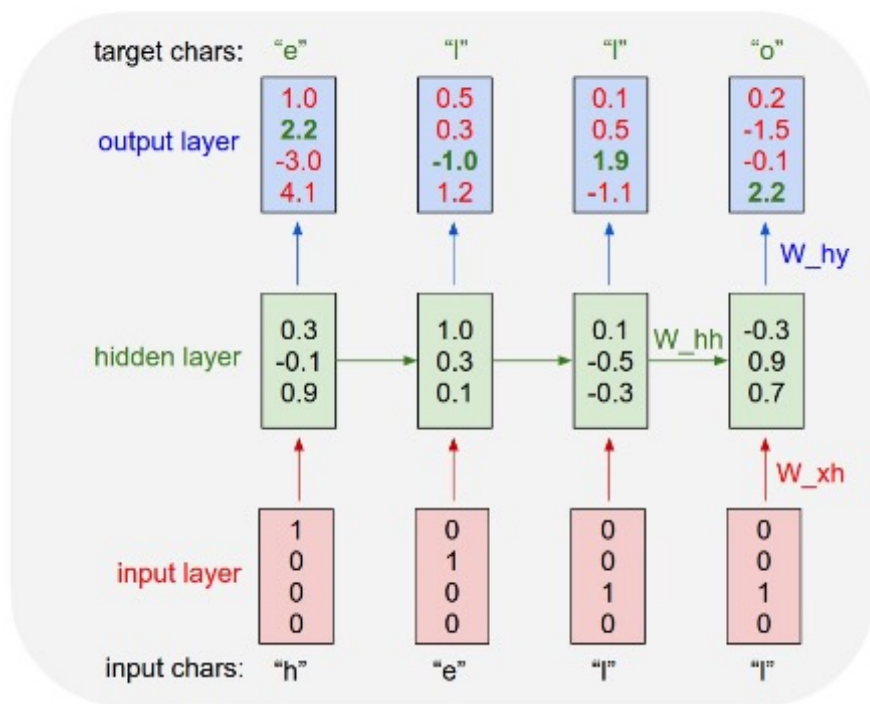 target chars: “e” “l” “l” “o”
1.0 0.5 0.1 0.2
output layer 2.2 0.3 0.5 -1.5
-3.0 -1.0 1.9 -0.1
4.1 1.2 -1.1 2.2
W_hy
0.3 1.0 0.1 -0.3
hidden layer -0.1 0.3 -0.5 W_hh 0.9
0.9 0.1 -0.3 0.7
W_xh
1 0 0 0
input layer 0 1 0 0
0 0 1 1
0 0 0 0
input chars: “h” “e” “l” “l”